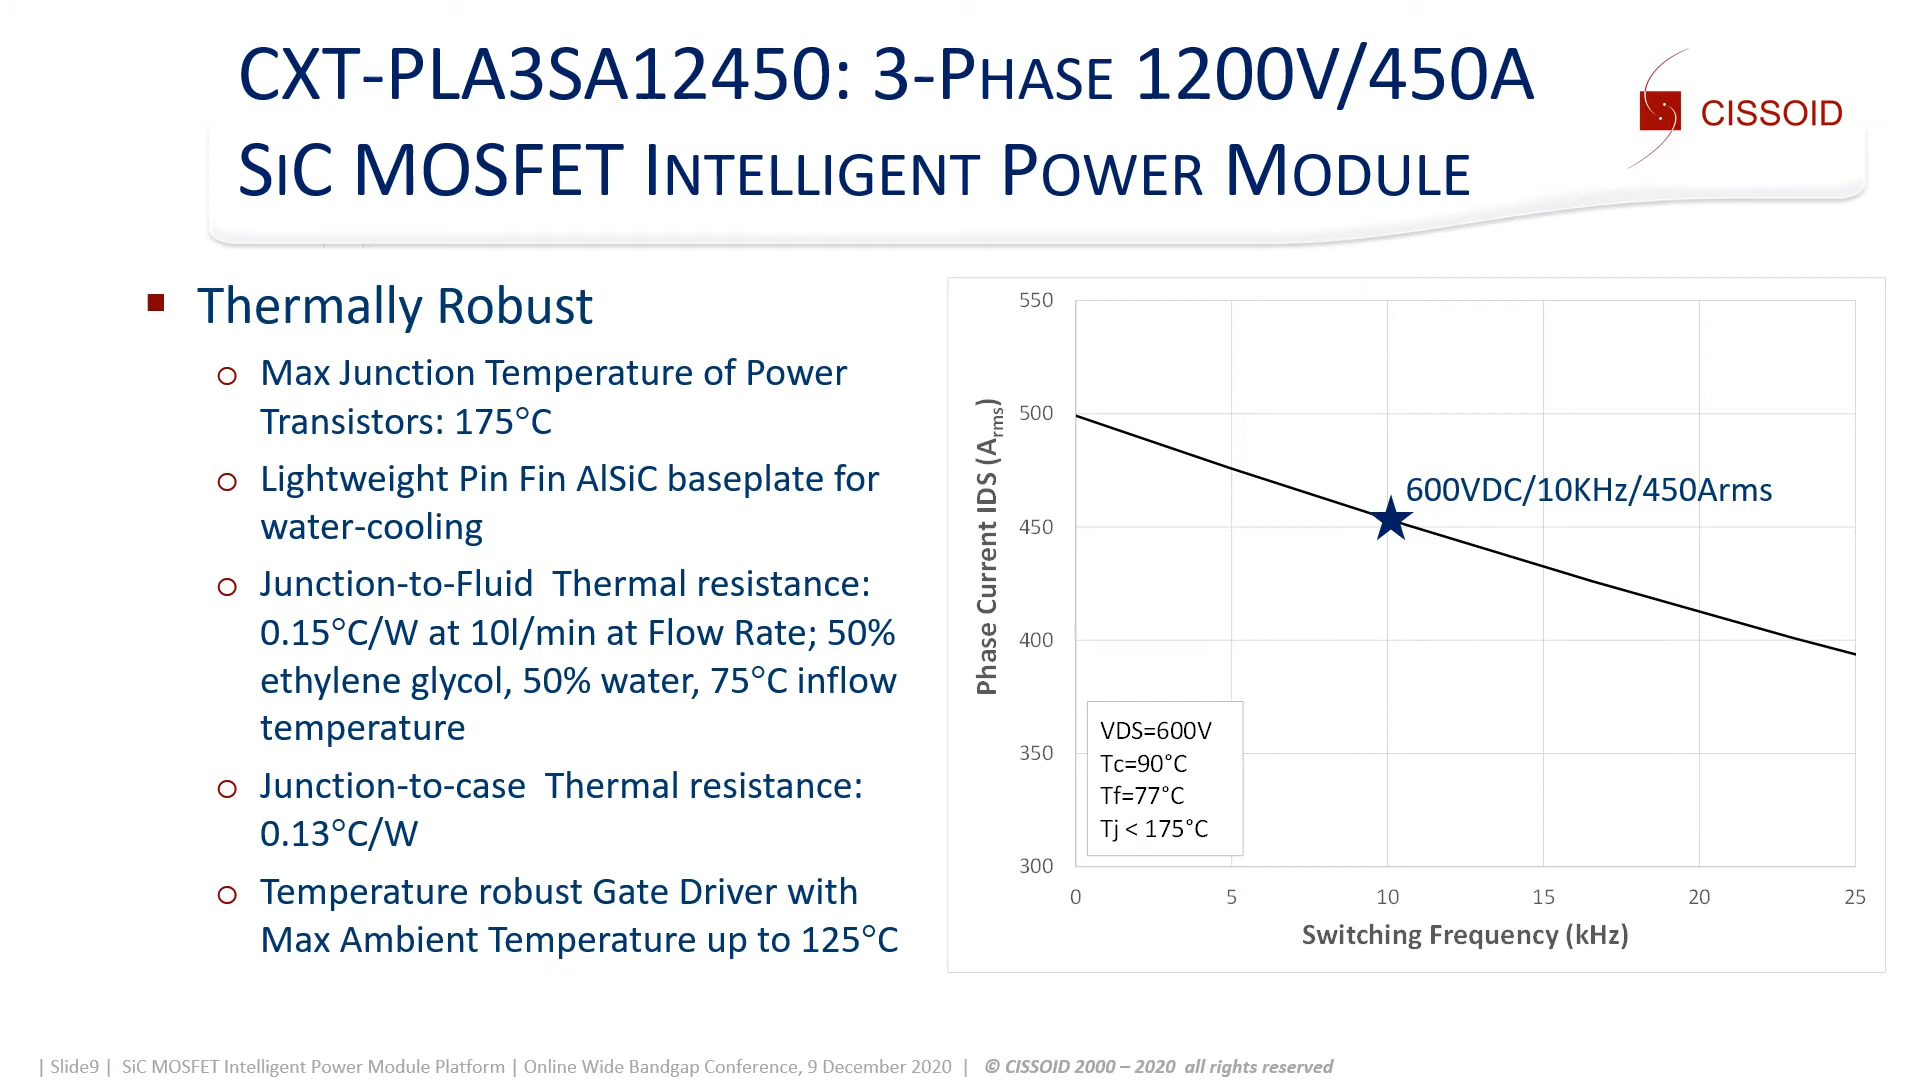 CXT-PLA3SA12450: 3-PHASE 1200V/450A
SIC MOSFET INTELLIGENT POWER MODULE
CISSOID
Thermally Robust
Max Junction Temperature of Power
Transistors: 175°C
Lightweight Pin Fin AlSiC baseplate for
water-cooling
Junction-to-Fluid  Thermal resistance:
0.15°C/W at 10l/min at Flow Rate; 50%
ethylene glycol, 50% water, 75°C inflow
temperature
Junction-to-case  Thermal resistance:
0.13°C/W
Temperature robust Gate Driver with
Max Ambient Temperature up to 125°C
Phase Current IDS (Arms)
550
500
450
400
350
300
600VDC/10KHz/450Arms
VDS=600V
Tc=90°C
Tf=77°C
Tj < 175°C
0 5 10 15 20 25
Switching Frequency (kHz)
| Slide9 | SiC MOSFET Intelligent Power Module Platform | Online Wide Bandgap Conference, 9 December 2020 | © CISSOID 2000 – 2020 all rights reserved